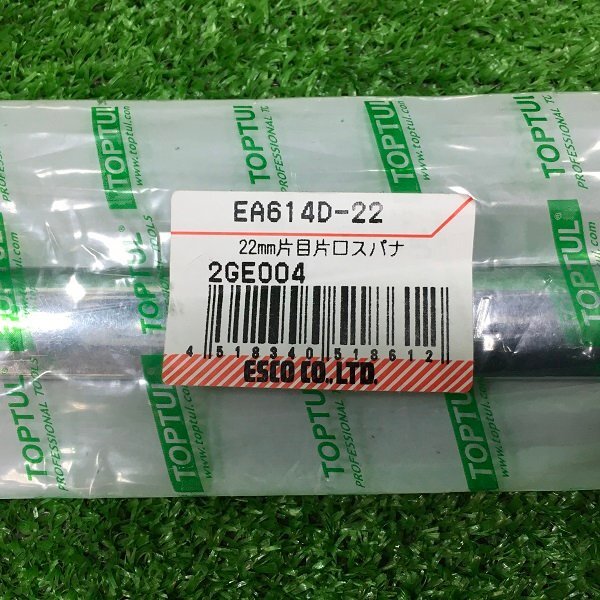 EA614D-22
22mm片目片口スパナ
2GE004
4 518340 518612
ESCO CO.,LTD.
TOPTUL®
PROFESSIONAL TOOLS
www.toptul.com